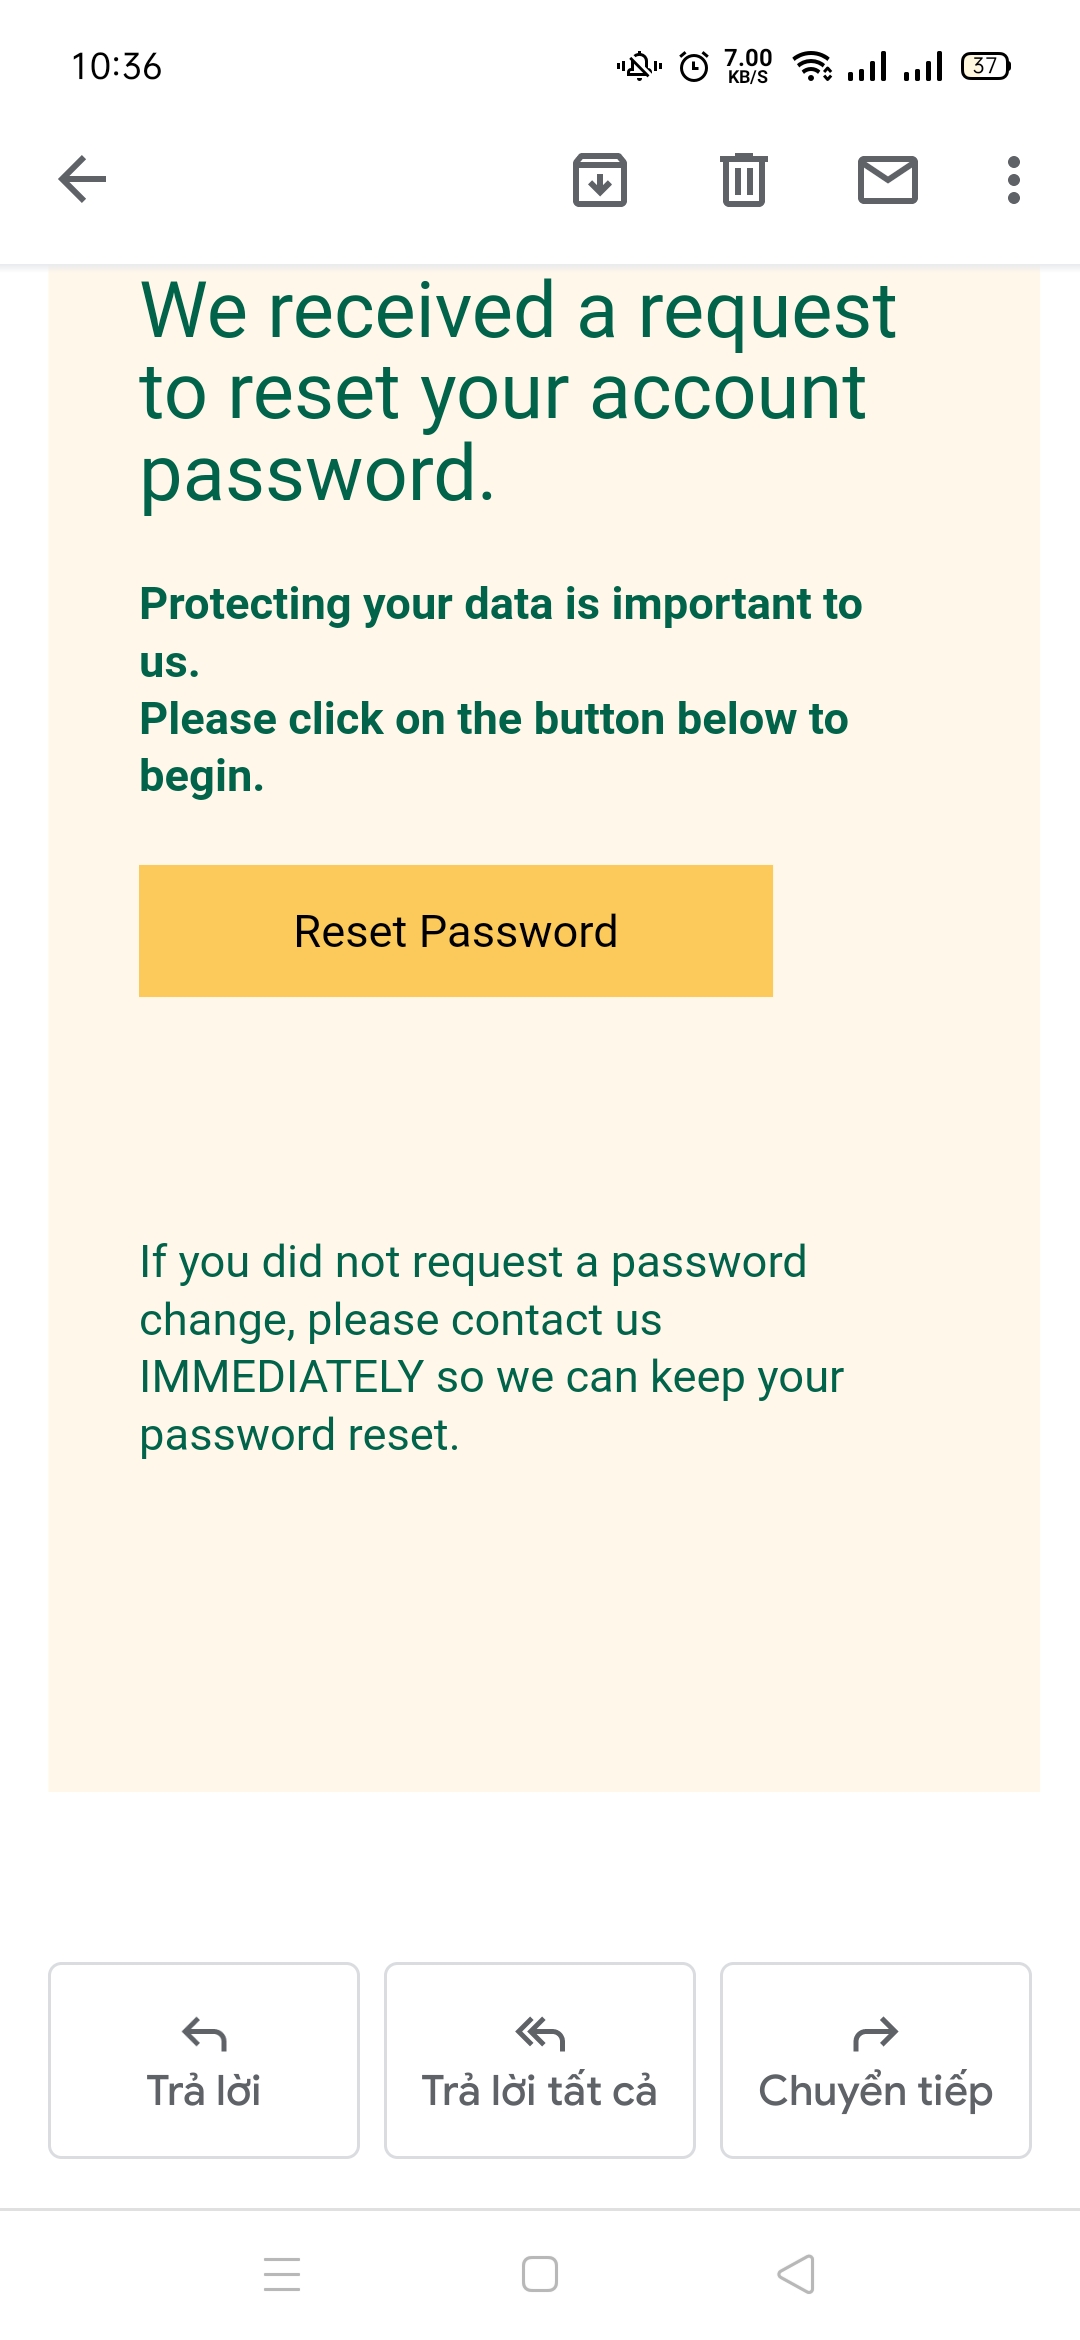 10:36
7.00
KB/S
37
We received a request
to reset your account
password.
Protecting your data is important to
us.
Please click on the button below to
begin.
Reset Password
If you did not request a password
change, please contact us
IMMEDIATELY so we can keep your
password reset.
Trả lời
Trả lời tất cả
Chuyển tiếp